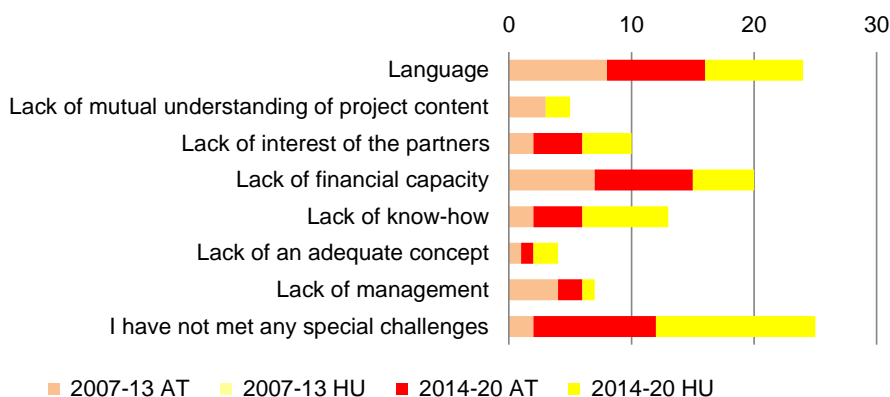 0 10 20 30
Language
Lack of mutual understanding of project content
Lack of interest of the partners
Lack of financial capacity
Lack of know-how
Lack of an adequate concept
Lack of management
I have not met any special challenges
2007-13 AT 2007-13 HU 2014-20 AT 2014-20 HU